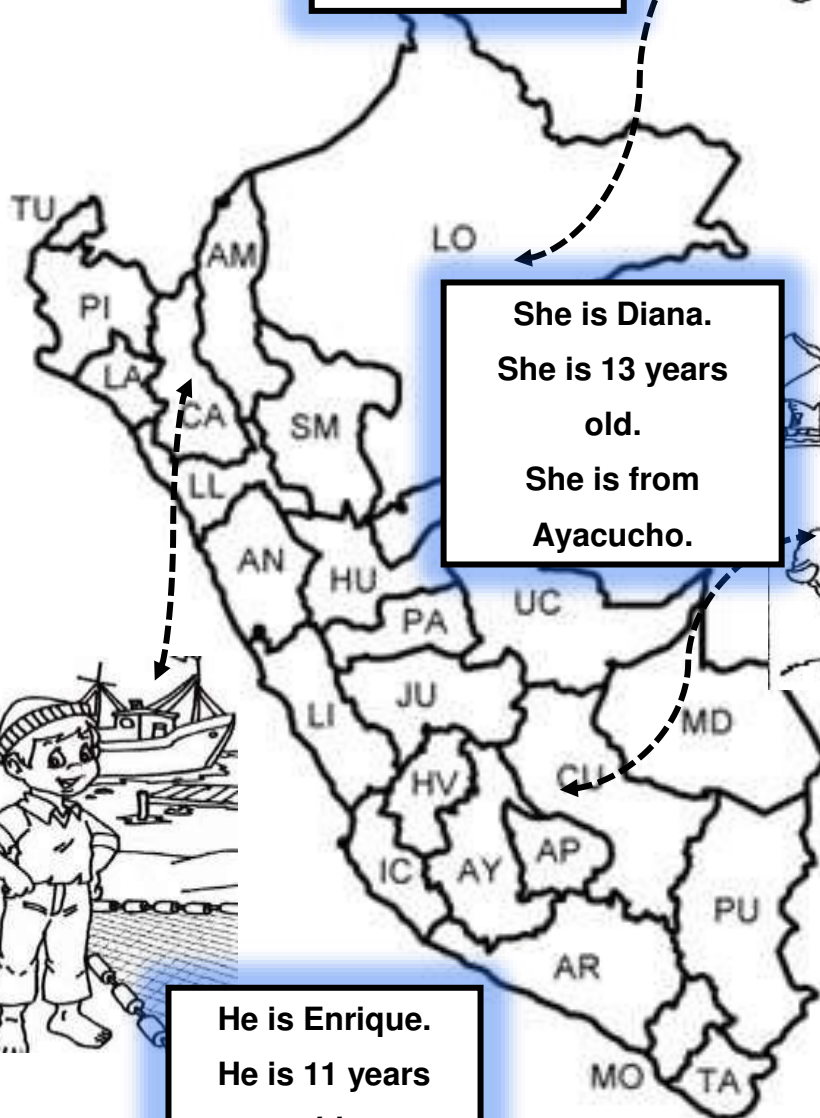 TU
AM
LO
PI
She is Diana.
She is 13 years
old.
She is from
Ayacucho.
LA
CA
SM
LL
AN
HU
UC
PA
JU
LI
MD
CU
HV
AP
IC
AY
PU
AR
He is Enrique.
He is 11 years
MO
TA